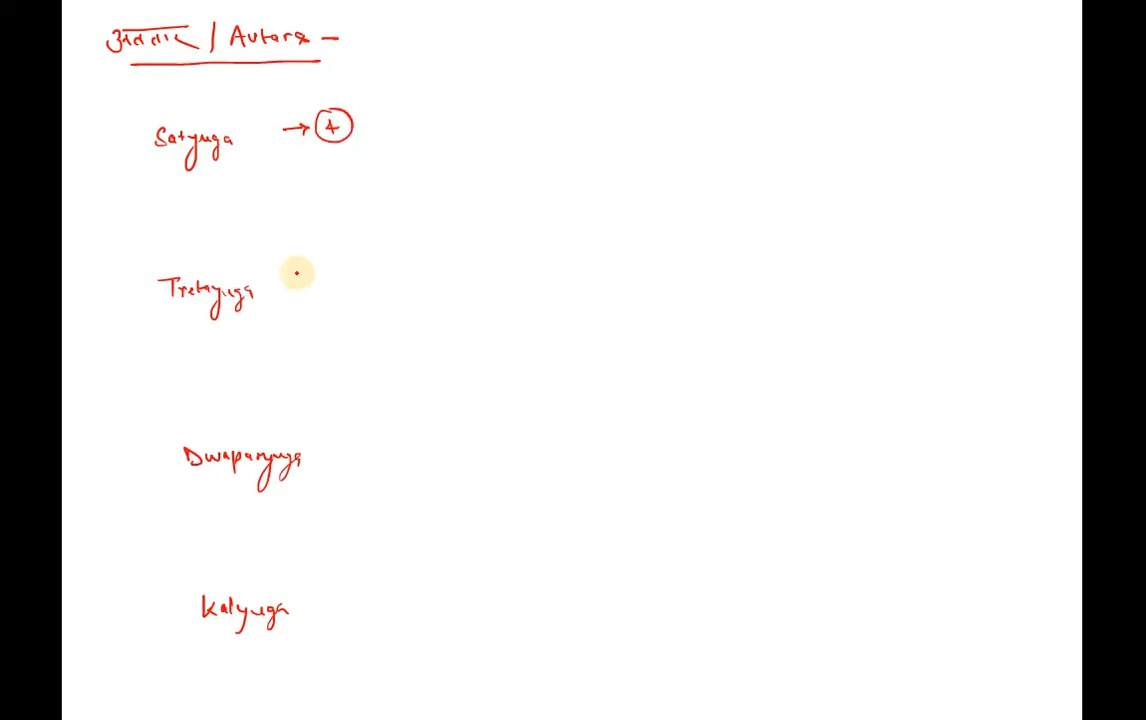 अवतार / Avtara -
Satyuga → 4
Tretayuga
Dwaparyuga
Kalyuga